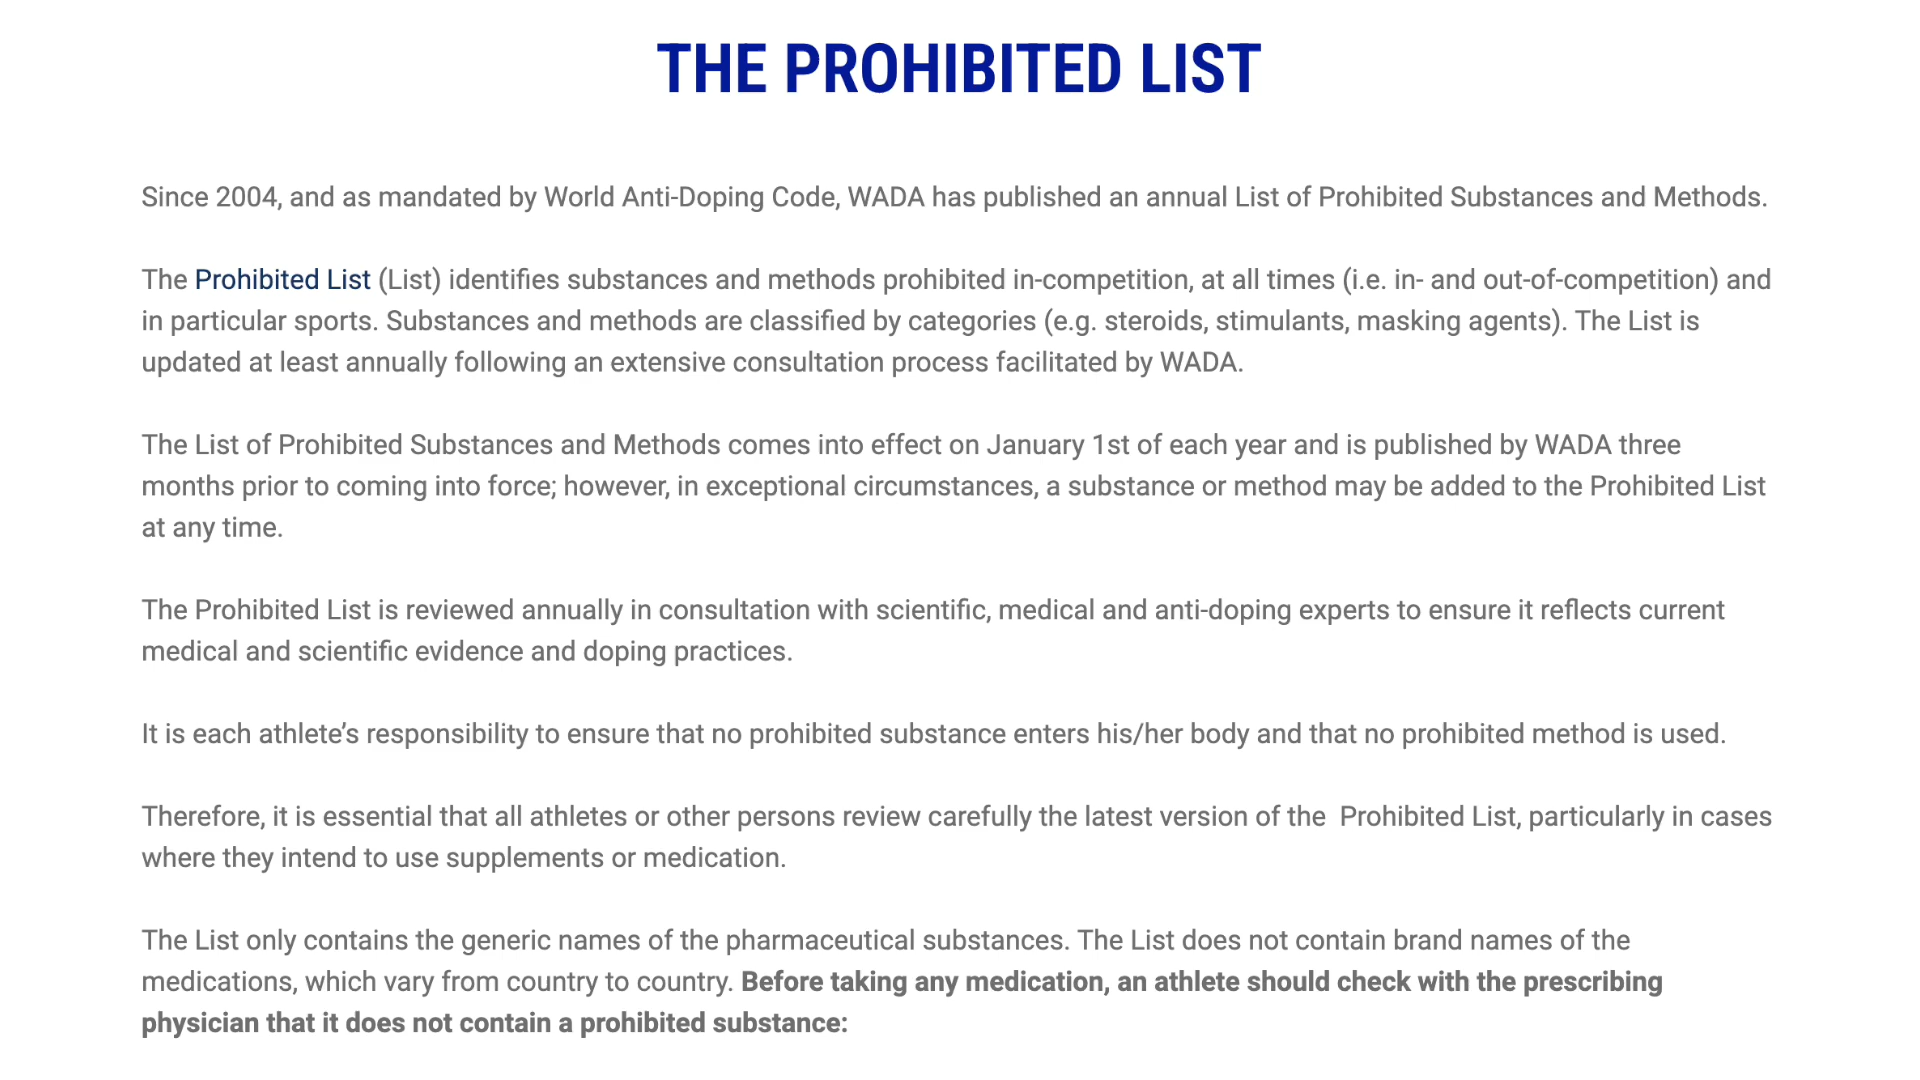 THE PROHIBITED LIST
Since 2004, and as mandated by World Anti-Doping Code, WADA has published an annual List of Prohibited Substances and Methods.
The Prohibited List (List) identifies substances and methods prohibited in-competition, at all times (i.e. in- and out-of-competition) and
in particular sports. Substances and methods are classified by categories (e.g. steroids, stimulants, masking agents). The List is
updated at least annually following an extensive consultation process facilitated by WADA.
The List of Prohibited Substances and Methods comes into effect on January 1st of each year and is published by WADA three
months prior to coming into force; however, in exceptional circumstances, a substance or method may be added to the Prohibited List
at any time.
The Prohibited List is reviewed annually in consultation with scientific, medical and anti-doping experts to ensure it reflects current
medical and scientific evidence and doping practices.
It is each athlete’s responsibility to ensure that no prohibited substance enters his/her body and that no prohibited method is used.
Therefore, it is essential that all athletes or other persons review carefully the latest version of the  Prohibited List, particularly in cases
where they intend to use supplements or medication.
The List only contains the generic names of the pharmaceutical substances. The List does not contain brand names of the
medications, which vary from country to country. Before taking any medication, an athlete should check with the prescribing
physician that it does not contain a prohibited substance: